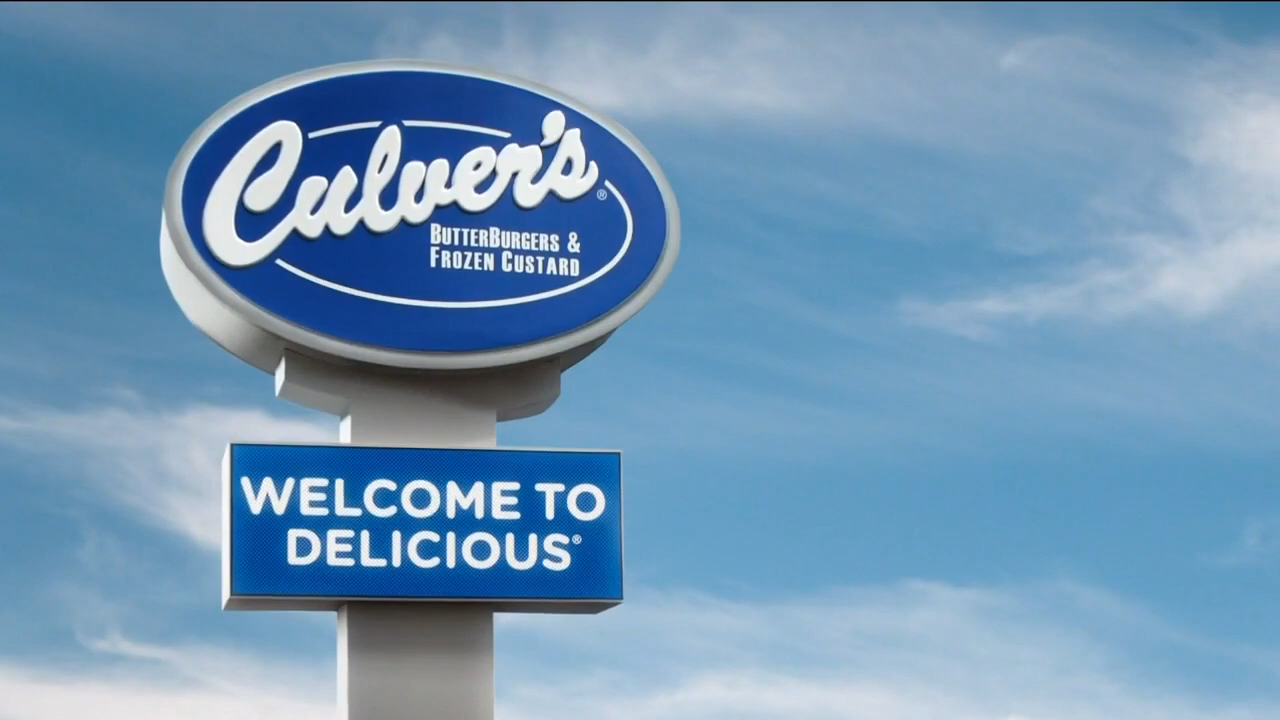 Culver's®
BUTTERBURGERS &
FROZEN CUSTARD
WELCOME TO
DELICIOUS®